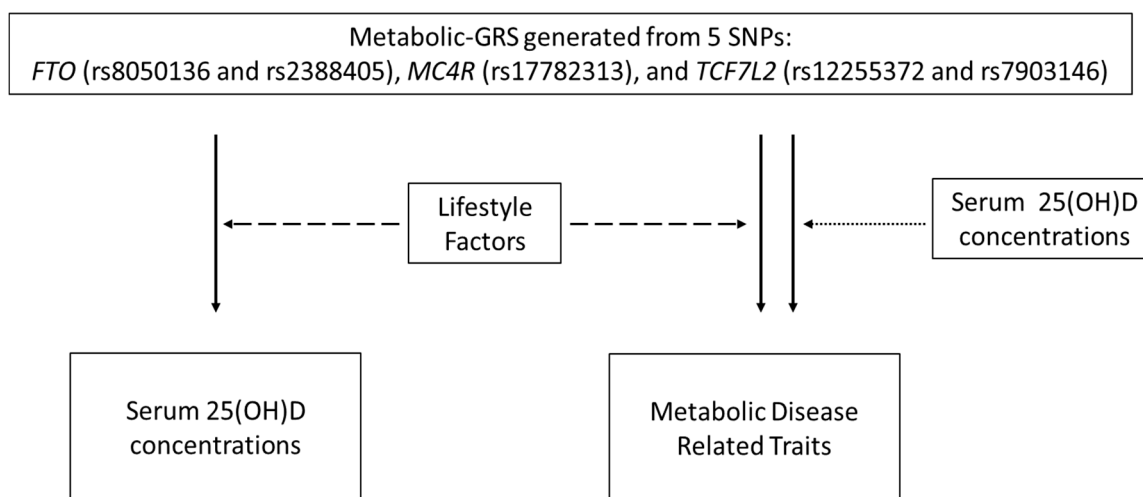 Metabolic-GRS generated from 5 SNPs:
FTO (rs8050136 and rs2388405), MC4R (rs17782313), and TCF7L2 (rs12255372 and rs7903146)
Lifestyle
Factors
Serum 25(OH)D
concentrations
Serum 25(OH)D
concentrations
Metabolic Disease
Related Traits